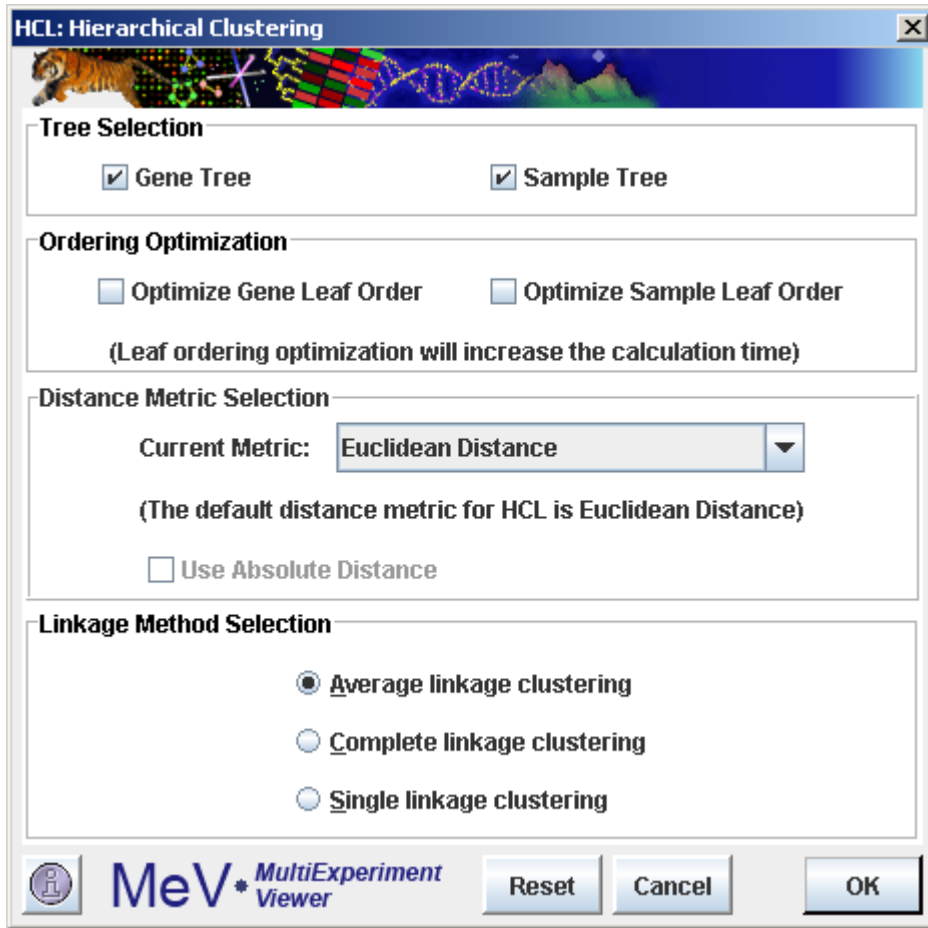 HCL: Hierarchical Clustering
Tree Selection
Gene Tree
Sample Tree
Ordering Optimization
Optimize Gene Leaf Order
Optimize Sample Leaf Order
(Leaf ordering optimization will increase the calculation time)
Distance Metric Selection
Current Metric: Euclidean Distance
(The default distance metric for HCL is Euclidean Distance)
Use Absolute Distance
Linkage Method Selection
Average linkage clustering
Complete linkage clustering
Single linkage clustering
MeV MultiExperiment
Viewer
Reset
Cancel
OK